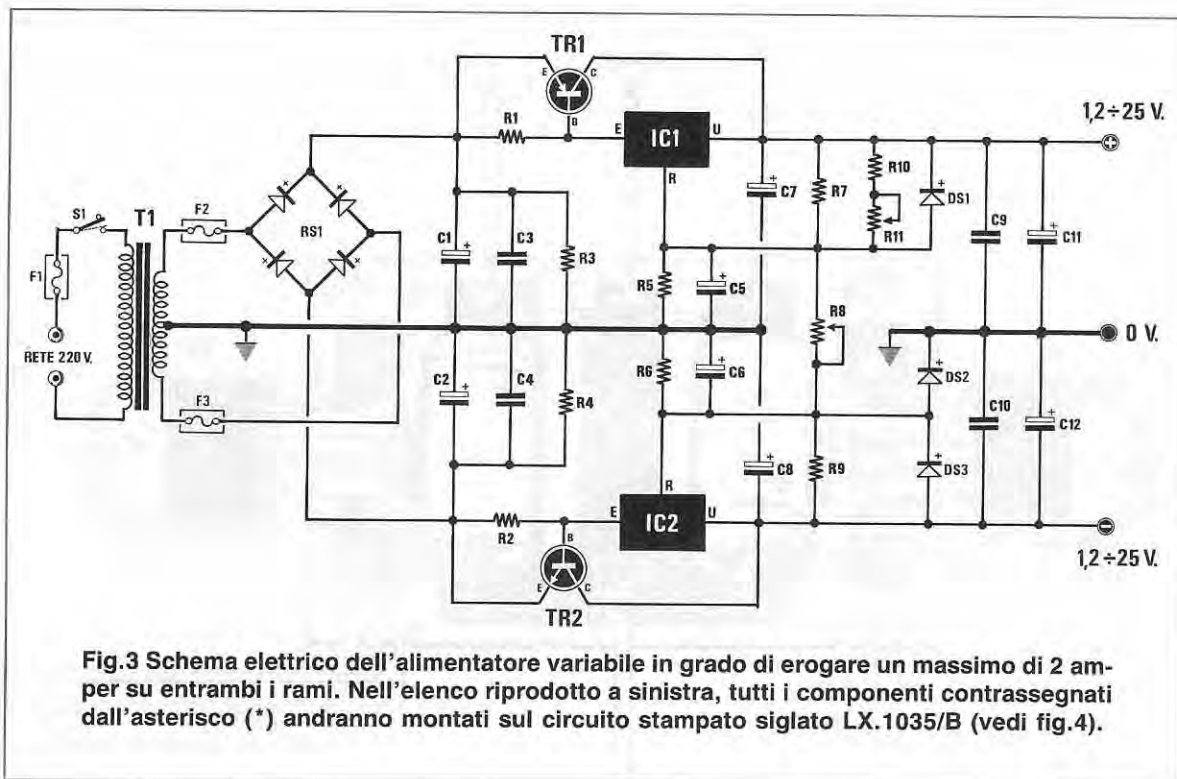 TR1
E
C
B
R1
E
IC1
U
R
1,2÷25 V.
+
C7
+
R7
R10
R11
DS1
+
S1
T1
F2
RS1
F1
C1
+
C3
R3
C9
C11
+
R5
C5
+
R8
RETE 220 V.
0 V.
C2
+
C4
R4
R6
C6
+
DS2
+
C10
C12
+
F3
C8
+
R9
DS3
+
R
R2
E
IC2
U
B
E
C
TR2
-
1,2÷25 V.
Fig.3 Schema elettrico dell'alimentatore variabile in grado di erogare un massimo di 2 am-
per su entrambi i rami. Nell'elenco riprodotto a sinistra, tutti i componenti contrassegnati
dall'asterisco (*) andranno montati sul circuito stampato siglato LX.1035/B (vedi fig.4).